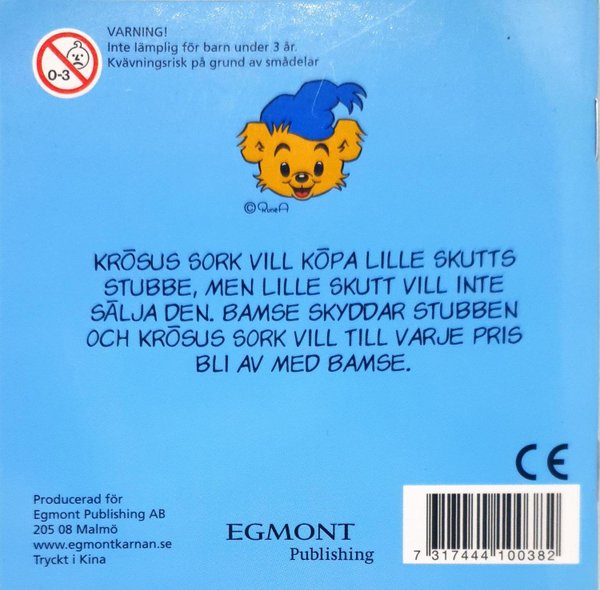 VARNING!
Inte lämplig för barn under 3 år.
Kvävningsrisk på grund av smådelar
0-3
© Rune A
KRÖSUS SORK VILL KÖPA LILLE SKUTTS
STUBBE, MEN LILLE SKUTT VILL INTE
SÄLJA DEN. BAMSE SKYDDAR STUBBEN
OCH KRÖSUS SORK VILL TILL VARJE PRIS
BLI AV MED BAMSE.
CE
Producerad för
Egmont Publishing AB
205 08 Malmö
www.egmontkarnan.se
Tryckt i Kina
EGMONT
Publishing
7 317444 100382